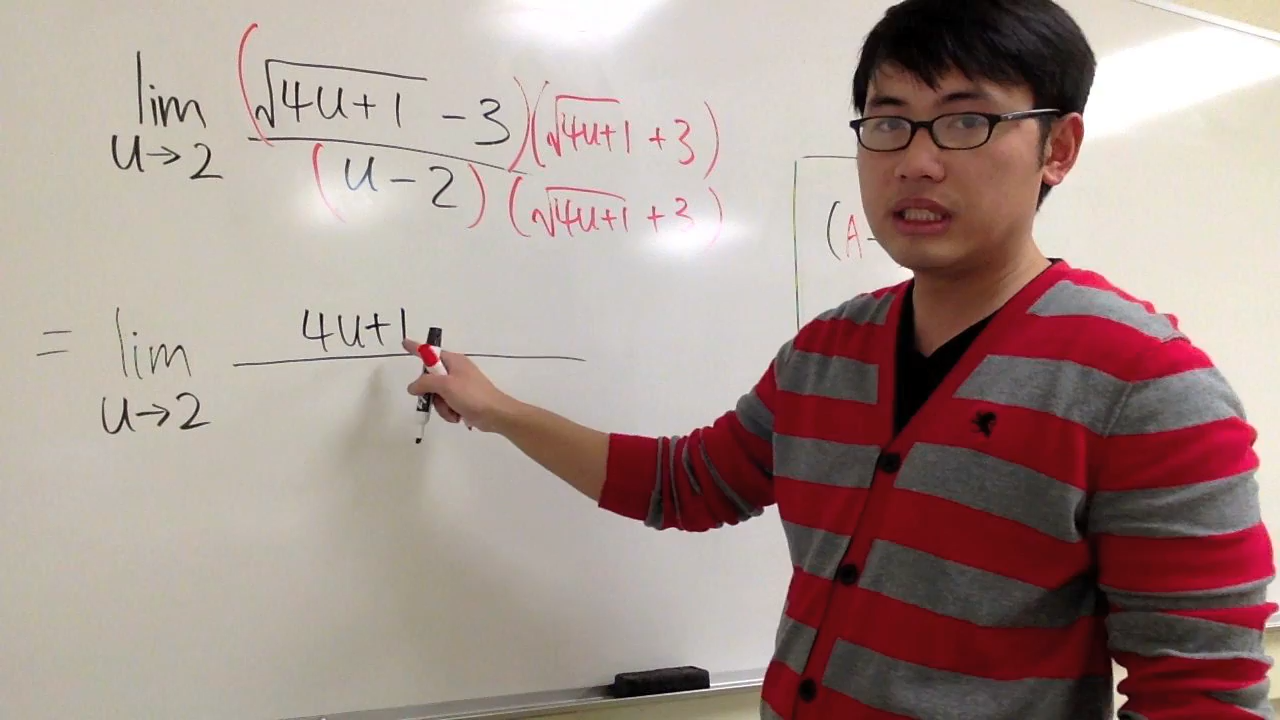 lim u→2 (√4u+1 - 3)(√4u+1 + 3)
(u - 2)(√4u+1 + 3)
(A-
= lim u→2 4u+1